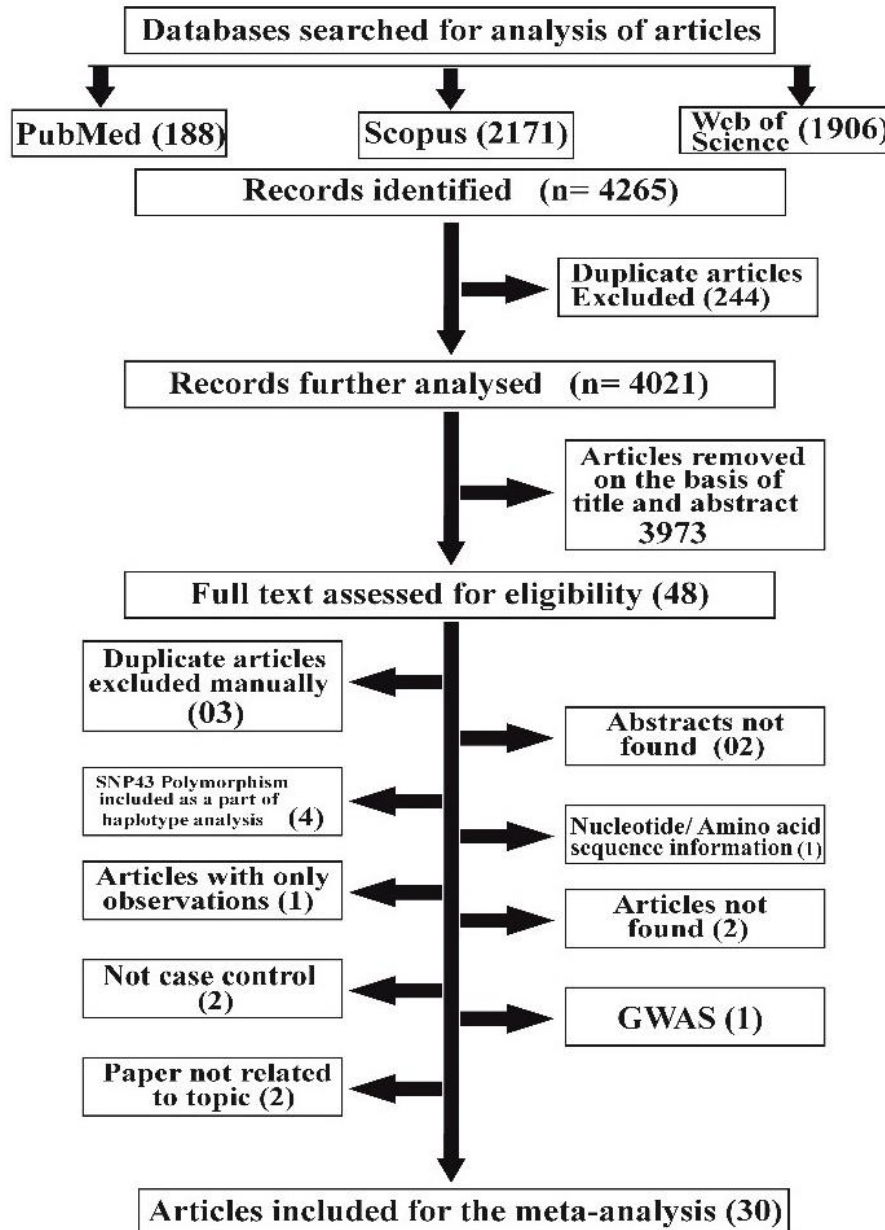 Databases searched for analysis of articles
PubMed (188)
Scopus (2171)
Web of
Science (1906)
Records identified (n= 4265)
Duplicate articles
Excluded (244)
Records further analysed (n= 4021)
Articles removed
on the basis of
title and abstract
3973
Full text assessed for eligibility (48)
Duplicate articles
excluded manually
(03)
Abstracts not
found (02)
SNP43 Polymorphism
included as a part of
haplotype analysis (4)
Nucleotide/ Amino acid
sequence information (1)
Articles with only
observations (1)
Articles not
found (2)
Not case control
(2)
GWAS (1)
Paper not related
to topic (2)
Articles included for the meta-analysis (30)